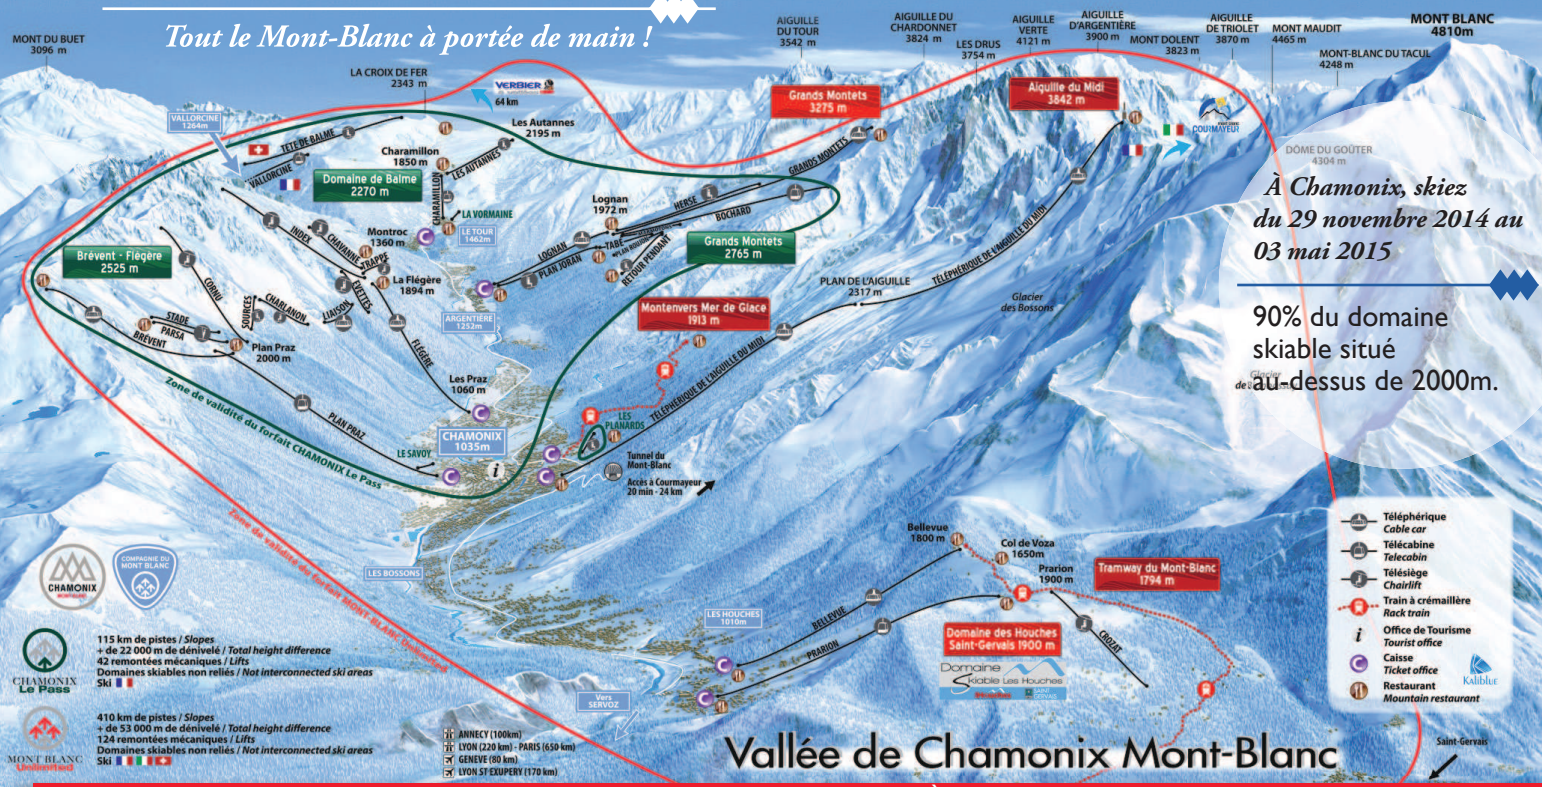 Tout le Mont-Blanc à portée de main !
MONT DU BUET
3096 m
LA CROIX DE FER
2343 m
VERBIER
64 km
AIGUILLE
DU TOUR
3542 m
AIGUILLE DU
CHARDONNET
3824 m
LES DRUS
3754 m
AIGUILLE
VERTE
4121 m
AIGUILLE
D'ARGENTIÈRE
3900 m
MONT DOLENT
3823 m
AIGUILLE
DE TRIOLET
3870 m
MONT MAUDIT
4465 m
MONT-BLANC DU TACUL
4248 m
MONT BLANC
4810m
VALLORCINE
1264m
TETE DE BALME
VALLORCINE
Domaine de Balme
2270 m
Charamillon
1850 m
Les Autannes
2195 m
LES AUTANNES
CHARAMILLON
LA VORMAINE
LE TOUR
1462m
Montroc
1360 m
Grands Montets
3275 m
GRANDS MONTETS
Aiguille du Midi
3842 m
COURMAYEUR
DÔME DU GOÛTER
4304 m
À Chamonix, skiez
du 29 novembre 2014 au
03 mai 2015
90% du domaine
skiable situé
au-dessus de 2000m.
Lognan
1972 m
HERSE
BOCHARD
LOGNAN
TABE
PLAN JORAN
RETOUR PENDANT
Grands Montets
2765 m
Brévent - Flégère
2525 m
INDEX
CHAVANNE
TRAPPE
EVETTES
La Flégère
1894 m
CORNU
SOURCES
CHARLANON
LIAISON
STADE
PARSA
BRÉVENT
Plan Praz
2000 m
FLÉGÈRE
ARGENTIÈRE
1252m
Les Praz
1060 m
PLAN PRAZ
LE SAVOY
CHAMONIX
1035m
i
Montenvers Mer de Glace
1913 m
PLAN DE L'AIGUILLE
2317 m
TÉLÉPHÉRIQUE DE L'AIGUILLE DU MIDI
TÉLÉPHÉRIQUE DE L'AIGUILLE DU MIDI
Glacier
des Bossons
Glacier
LES
PLANARDS
Tunnel du
Mont-Blanc
Accès à Courmayeur
20 min - 24 km
Zone de validité du forfait CHAMONIX Le Pass
Zone de validité du forfait MONT-BLANC Unlimited
LES BOSSONS
LES HOUCHES
1010m
Vers
SERVOZ
Bellevue
1800 m
Col de Voza
1650m
Prarion
1900 m
Tramway du Mont-Blanc
1794 m
BELLEVUE
PRARION
CROZAT
Domaine des Houches
Saint-Gervais 1900 m
Domaine
Skiable Les Houches
SAINT
GERVAIS
Téléphérique
Cable car
Télécabine
Telecabin
Télésiège
Chairlift
Train à crémaillère
Rack train
i
Office de Tourisme
Tourist office
C
Caisse
Ticket office
Restaurant
Mountain restaurant
KALIBLUE
Saint-Gervais
CHAMONIX
COMPAGNIE DU
MONT BLANC
CHAMONIX
Le Pass
115 km de pistes / Slopes
+ de 22 000 m de dénivelé / Total height difference
42 remontées mécaniques / Lifts
Domaines skiables non reliés / Not interconnected ski areas
Ski
MONT BLANC
Unlimited
410 km de pistes / Slopes
+ de 53 000 m de dénivelé / Total height difference
124 remontées mécaniques / Lifts
Domaines skiables non reliés / Not interconnected ski areas
Ski
ANNECY (100km)
LYON (220 km) - PARIS (650 km)
GENEVE (80 km)
LYON ST EXUPERY (170 km)
Vallée de Chamonix Mont-Blanc